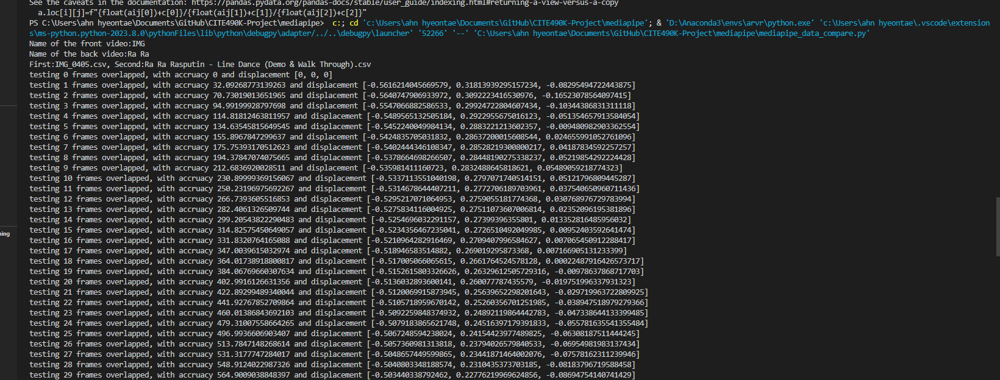 See the caveats in the documentation: https://pandas.pydata.org/pandas-docs/stable/user_guide/indexing.html#returning-a-view-versus-a-copy
  a.loc[i][j]=f"{float(aij[0])+c[0]}/{float(aij[1])+c[1]}/{float(aij[2])+c[2]}"
PS C:\Users\ahn hyeontae\Documents\GitHub\CITE490K-Project\mediapipe>  c:; cd 'c:\Users\ahn hyeontae\Documents\GitHub\CITE490K-Project\mediapipe'; & 'D:\Anaconda3\envs\arvr\python.exe' 'c:\Users\ahn hyeontae\.vscode\extension
s\ms-python.python-2023.8.0\pythonFiles\lib\python\debugpy\adapter/../..\debugpy\launcher' '52266' '--' 'C:\Users\ahn hyeontae\Documents\GitHub\CITE490K-Project\mediapipe\mediapipe_data_compare.py'
Name of the front video:IMG
Name of the back video:Ra Ra
First:IMG_0405.csv, Second:Ra Ra Rasputin - Line Dance (Demo & Walk Through).csv
testing 0 frames overlapped, with accruacy 0 and displacement [0, 0, 0]
testing 1 frames overlapped, with accruacy 32.09268773139263 and displacement [-0.5616214045669579, 0.31813939295157234, -0.08295494722443875]
testing 2 frames overlapped, with accruacy 70.73019013651965 and displacement [-0.5640747906933972, 0.3092223416530976, -0.16523078564097415]
testing 3 frames overlapped, with accruacy 94.99199928797698 and displacement [-0.5547066882586533, 0.29924722804607434, -0.10344386831311118]
testing 4 frames overlapped, with accruacy 114.81812463811957 and displacement [-0.5489565132505184, 0.2922955675016123, -0.051354657913584054]
testing 5 frames overlapped, with accruacy 134.63545815649545 and displacement [-0.5452240049984134, 0.2883221213602357, -0.009480982903362554]
testing 6 frames overlapped, with accruacy 155.8967847299637 and displacement [-0.5424835705031832, 0.28637200015608544, 0.024655991052761096]
testing 7 frames overlapped, with accruacy 175.75393170512623 and displacement [-0.5402444346108347, 0.28528219300800217, 0.04187834592257257]
testing 8 frames overlapped, with accruacy 194.37847074075665 and displacement [-0.5378664698266507, 0.28448190275338237, 0.05219854292224428]
testing 9 frames overlapped, with accruacy 212.6836920028511 and displacement [-0.535981411160723, 0.2832488645818621, 0.05489059218774323]
testing 10 frames overlapped, with accruacy 230.89999369156067 and displacement [-0.5337113551040198, 0.2797071740514151, 0.05121796809445287]
testing 11 frames overlapped, with accruacy 250.23196975692267 and displacement [-0.5314678644407211, 0.2772706189703961, 0.037540650960711436]
testing 12 frames overlapped, with accruacy 266.7393605516853 and displacement [-0.5295217071064953, 0.2759055181774368, 0.030768976729783994]
testing 13 frames overlapped, with accruacy 282.4061326509744 and displacement [-0.5275834116004925, 0.27511073607006814, 0.02352096195381896]
testing 14 frames overlapped, with accruacy 299.20543822290483 and displacement [-0.5254696032291157, 0.27399396355801, 0.013352816485956032]
testing 15 frames overlapped, with accruacy 314.82575450649057 and displacement [-0.5234356467235041, 0.2726510492049985, 0.00952403592641474]
testing 16 frames overlapped, with accruacy 331.8320764165088 and displacement [-0.5210964282916469, 0.2709407996584627, 0.007065450912288417]
testing 17 frames overlapped, with accruacy 347.0039615032974 and displacement [-0.518946583514882, 0.269019295873368, 0.007166905131233399]
testing 18 frames overlapped, with accruacy 364.01738918800817 and displacement [-0.517005066065615, 0.2661764524578128, 0.00022487916426573717]
testing 19 frames overlapped, with accruacy 384.06769660307634 and displacement [-0.5152615803326626, 0.26329612505729316, -0.00978637868717703]
testing 20 frames overlapped, with accruacy 402.9916126631356 and displacement [-0.5136032893600141, 0.260077787435579, -0.019751996337931323]
testing 21 frames overlapped, with accruacy 422.89299489340044 and displacement [-0.5120069915873945, 0.25639652298201643, -0.029719963722809925]
testing 22 frames overlapped, with accruacy 441.92767852709864 and displacement [-0.5105718959670142, 0.25260356701251985, -0.038947518979279366]
testing 23 frames overlapped, with accruacy 460.01386843692103 and displacement [-0.5092259848374932, 0.24892119864442783, -0.047338644133399485]
testing 24 frames overlapped, with accruacy 479.31007558664265 and displacement [-0.5079183865621748, 0.24516397179391833, -0.055781635541355484]
testing 25 frames overlapped, with accruacy 496.9936606903407 and displacement [-0.5067248594238024, 0.24154423977489825, -0.06308187511444245]
testing 26 frames overlapped, with accruacy 513.7847148268614 and displacement [-0.5057360981313818, 0.23794026579840533, -0.06954981983137434]
testing 27 frames overlapped, with accruacy 531.3177747284017 and displacement [-0.5048657449599865, 0.23441871464002076, -0.07578162311239946]
testing 28 frames overlapped, with accruacy 548.9124022987326 and displacement [-0.5040803348188574, 0.2310435373703185, -0.08183796719588458]
testing 29 frames overlapped, with accruacy 564.9009038848397 and displacement [-0.503440338792462, 0.22776219969624856, -0.08694754140741429]
ning